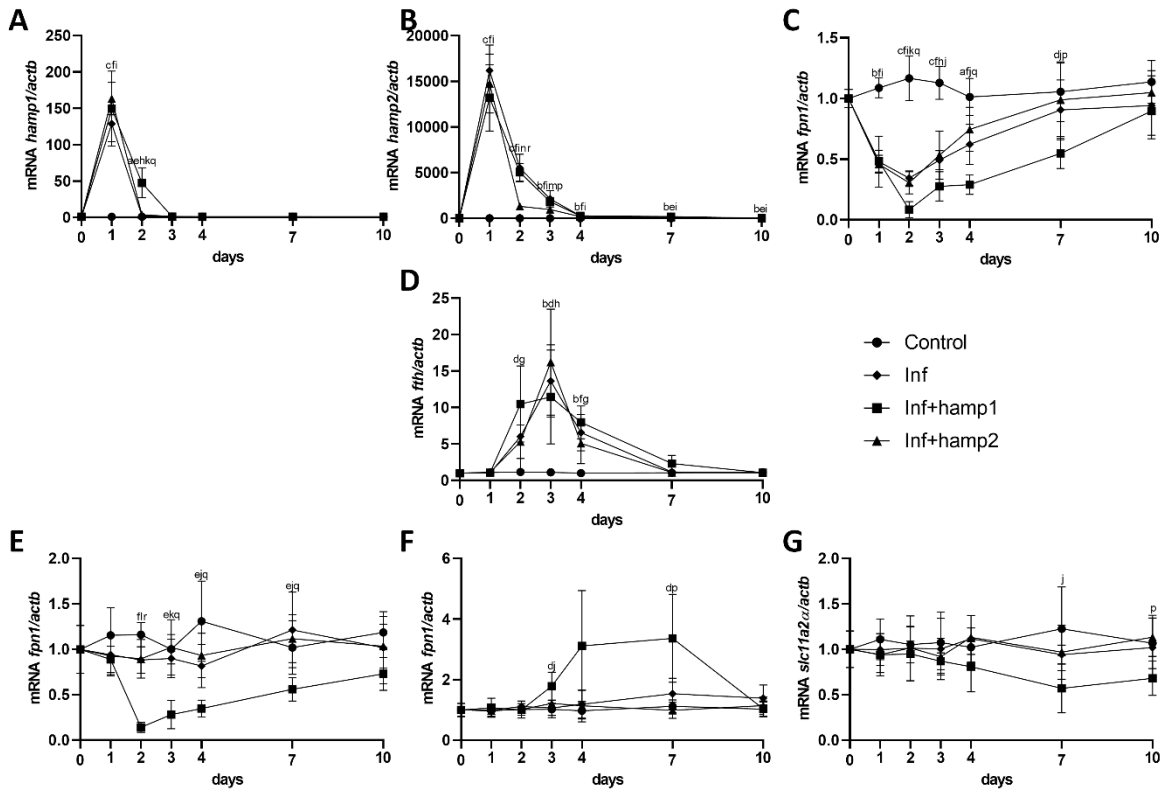 A
mRNA hamp1/actb
250
200
150
100
50
0
cfi
aehkq
0 1 2 3 4 7 10
days
B
mRNA hamp2/actb
20000
15000
10000
5000
0
cfi
cfinr
bfimp
bfi
bei
bei
0 1 2 3 4 7 10
days
C
mRNA fpn1/actb
1.5
1.0
0.5
0.0
bfi
cfikq
cfhj
afjq
djp
0 1 2 3 4 7 10
days
D
mRNA fth/actb
25
20
15
10
5
0
dg
bdh
bfg
0 1 2 3 4 7 10
days
Control
Inf
Inf+hamp1
Inf+hamp2
E
mRNA fpn1/actb
2.0
1.5
1.0
0.5
0.0
flr
ekq
ejq
ejq
0 1 2 3 4 7 10
days
F
mRNA fpn1/actb
6
4
2
0
dj
dp
0 1 2 3 4 7 10
days
G
mRNA slc11a2α/actb
2.0
1.5
1.0
0.5
0.0
j
p
0 1 2 3 4 7 10
days